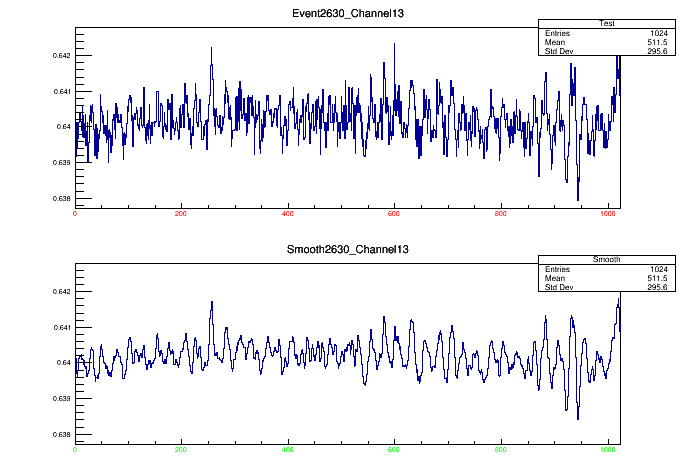 Event2630_Channel13
Test
Entries 1024
Mean 511.5
Std Dev 295.6
0.642
0.641
0.64
0.639
0.638
0 200 400 600 800 1000
Smooth2630_Channel13
Smooth
Entries 1024
Mean 511.5
Std Dev 295.6
0.642
0.641
0.64
0.639
0.638
0 200 400 600 800 1000